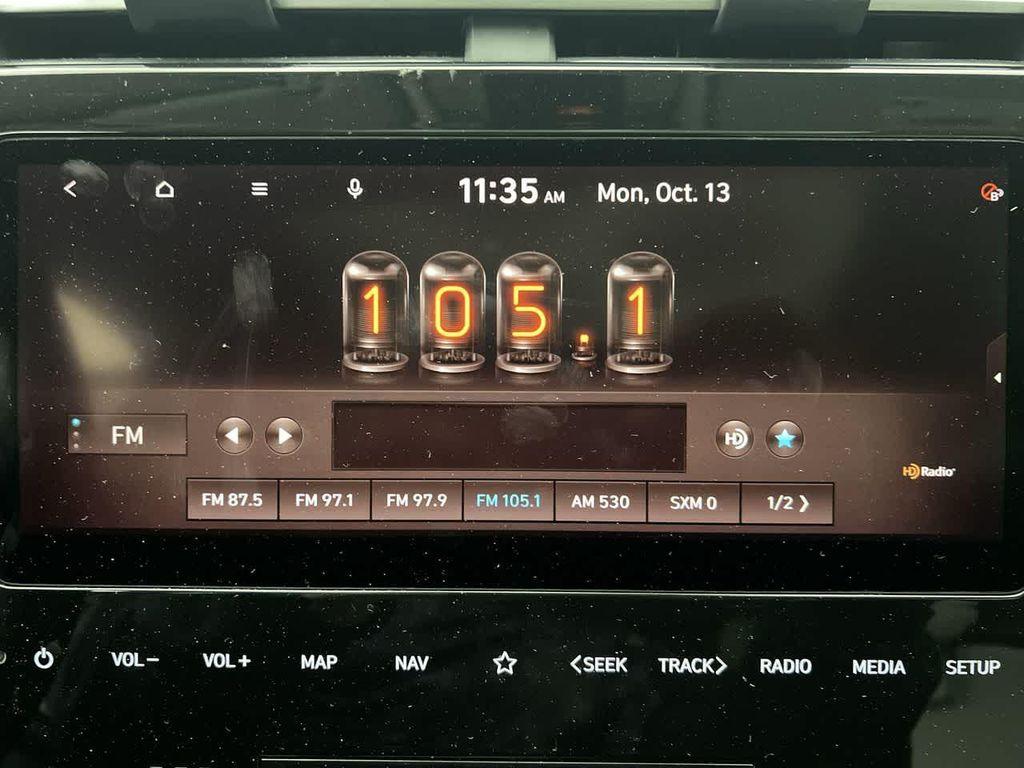 11:35 AM Mon, Oct. 13
B
105.1
FM
HD
HD Radio
FM 87.5 FM 97.1 FM 97.9 FM 105.1 AM 530 SXM 0 1/2 ❯
VOL− VOL+ MAP NAV <SEEK TRACK> RADIO MEDIA SETUP